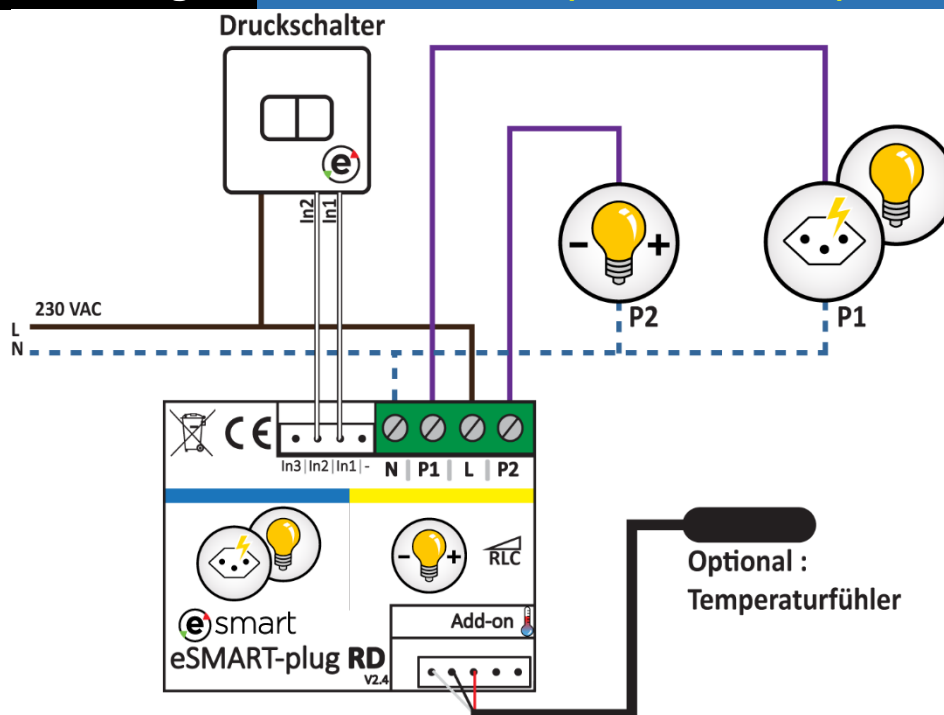 Druckschalter
In2
In1
230 VAC
L
N
P2
P1
CE
In3|In2|In1|-
N | P1 | L | P2
RLC
Optional :
Temperaturfühler
e smart
Add-on
eSMART-plug RD
V2.4